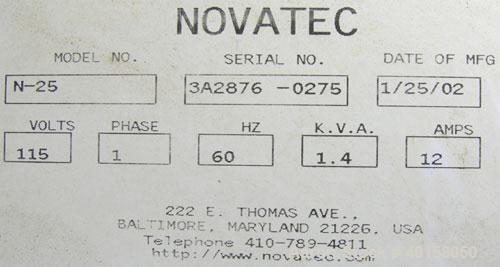 NOVATEC
MODEL NO. SERIAL NO. DATE OF MFG
N-25 3A2876 -0275 1/25/02
VOLTS PHASE HZ K.V.A. AMPS
115 1 60 1.4 12
222 E. THOMAS AVE.,
BALTIMORE, MARYLAND 21226, USA
Telephone 410-789-4811
http://www.novatec.com
40158050